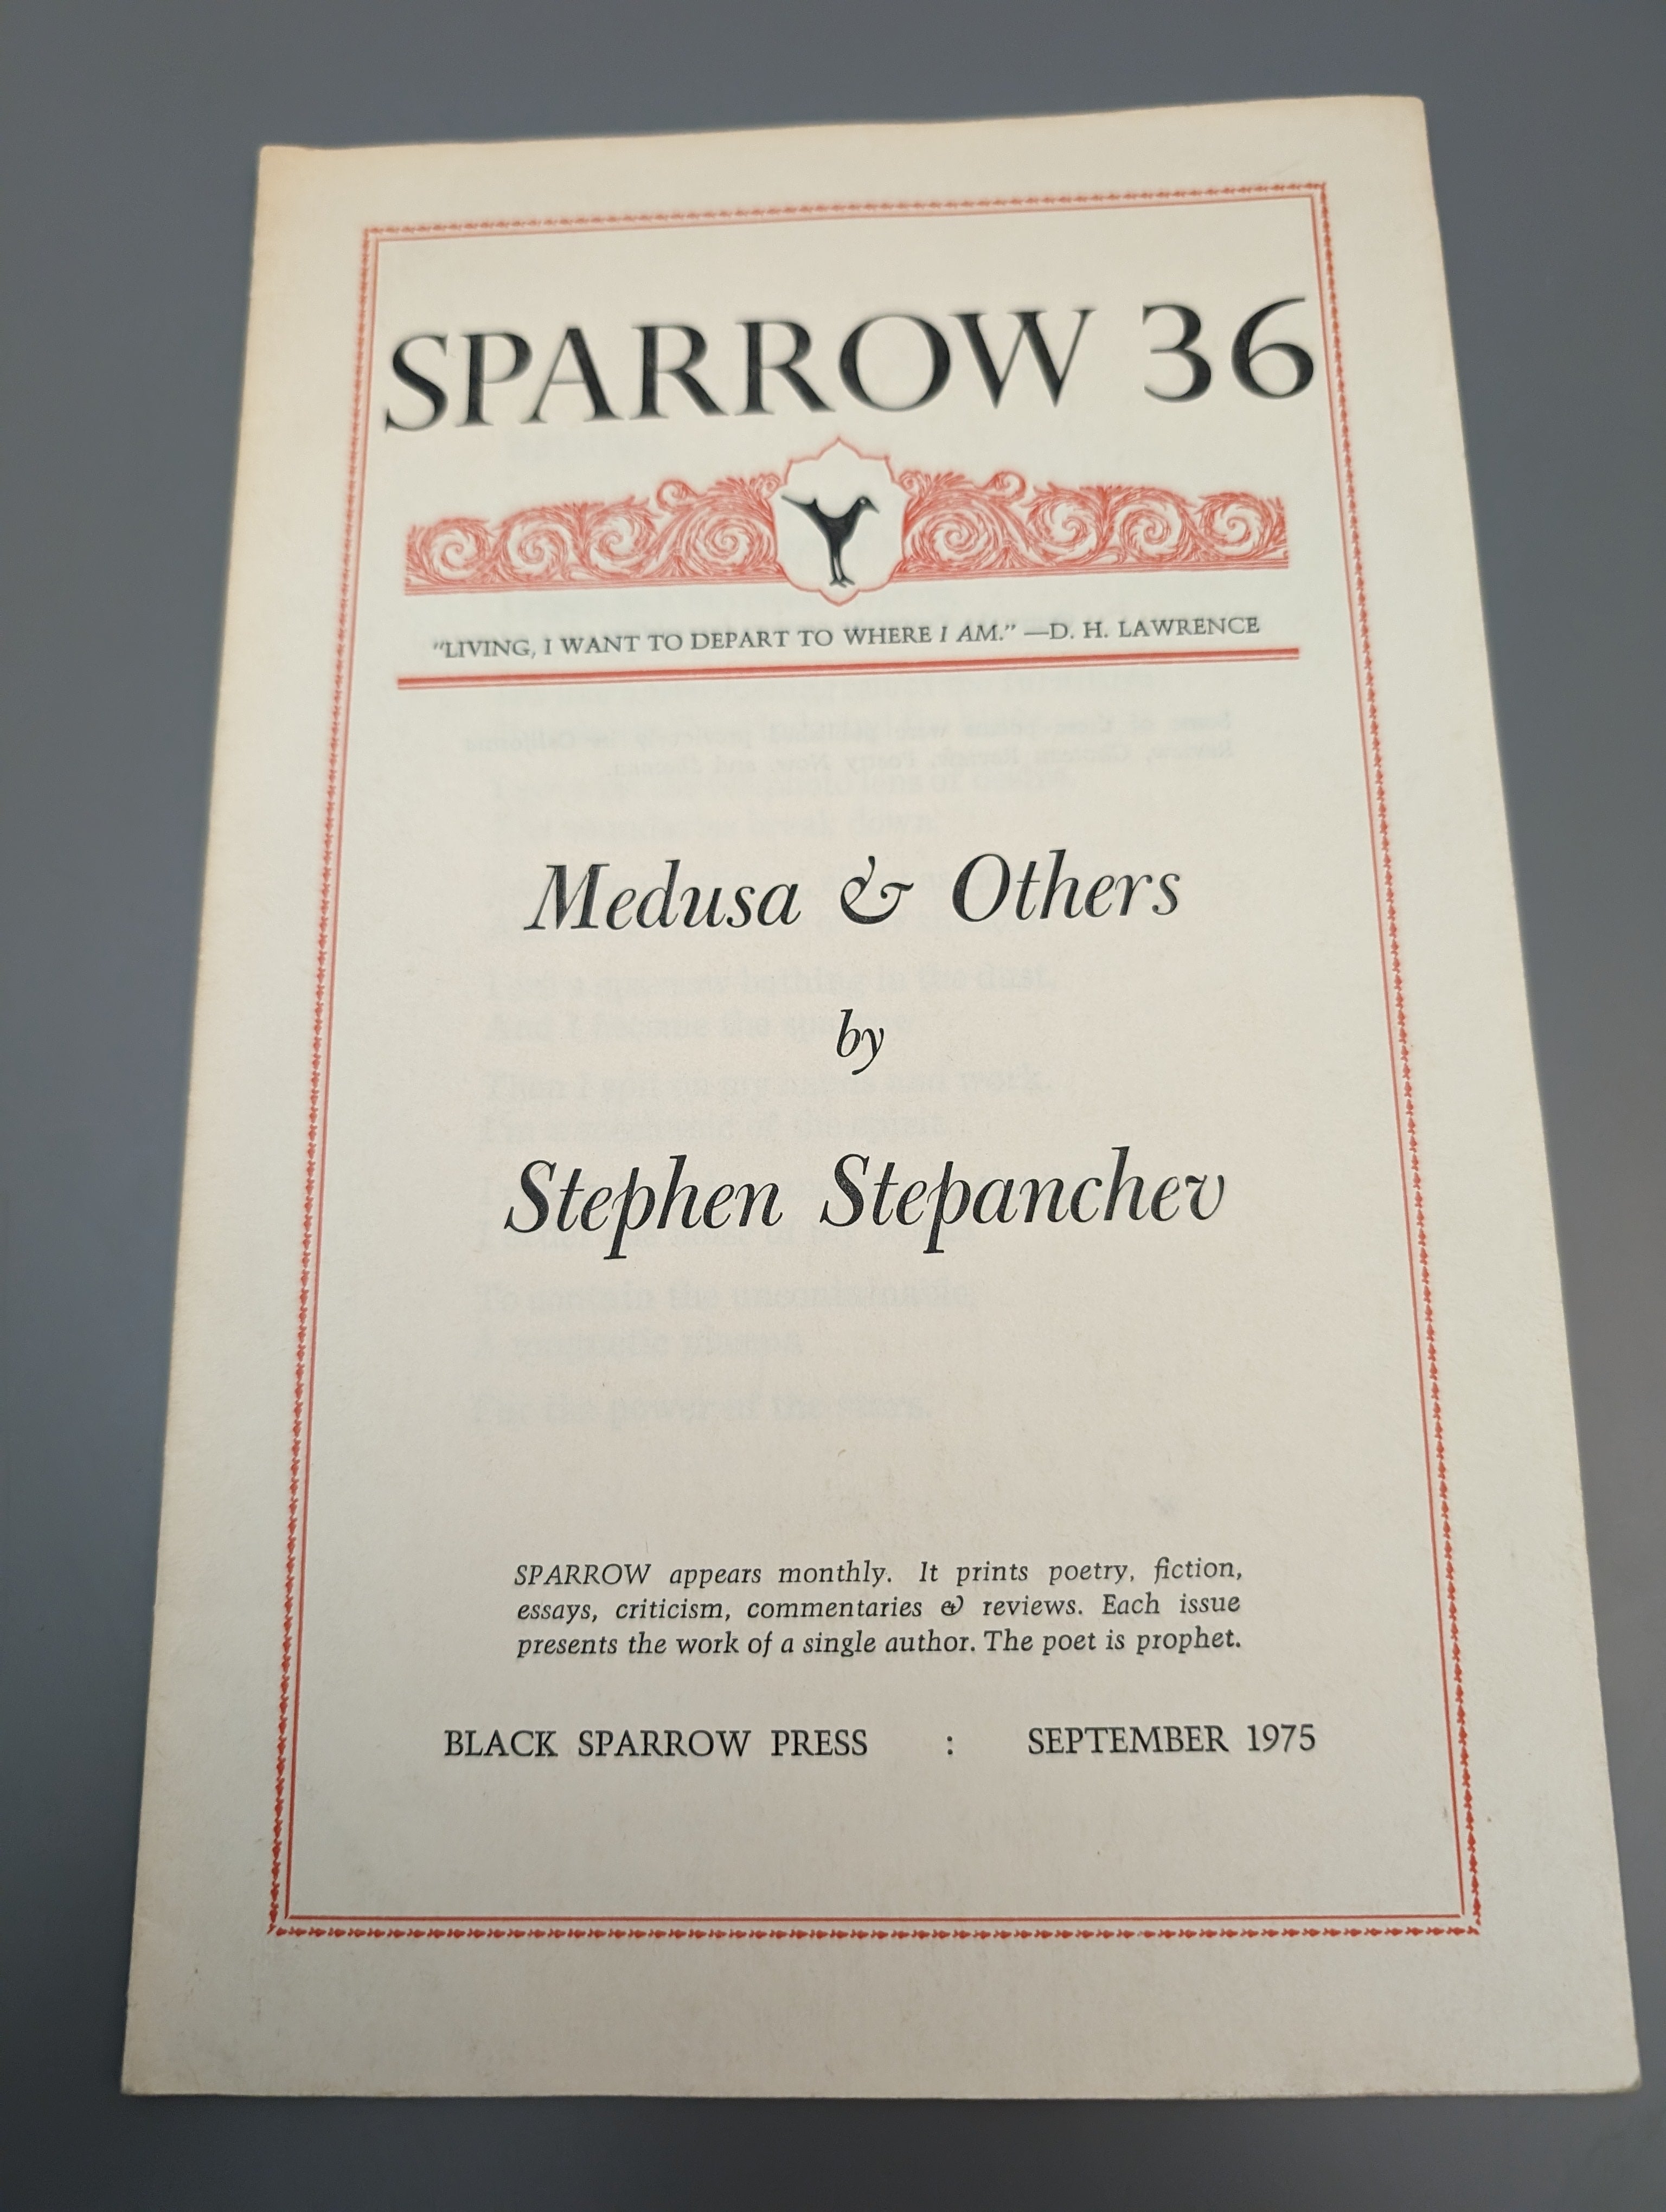 SPARROW 36
"LIVING, I WANT TO DEPART TO WHERE I AM." —D. H. LAWRENCE
Medusa & Others
by
Stephen Stepanchev
SPARROW appears monthly. It prints poetry, fiction,
essays, criticism, commentaries & reviews. Each issue
presents the work of a single author. The poet is prophet.
BLACK SPARROW PRESS : SEPTEMBER 1975